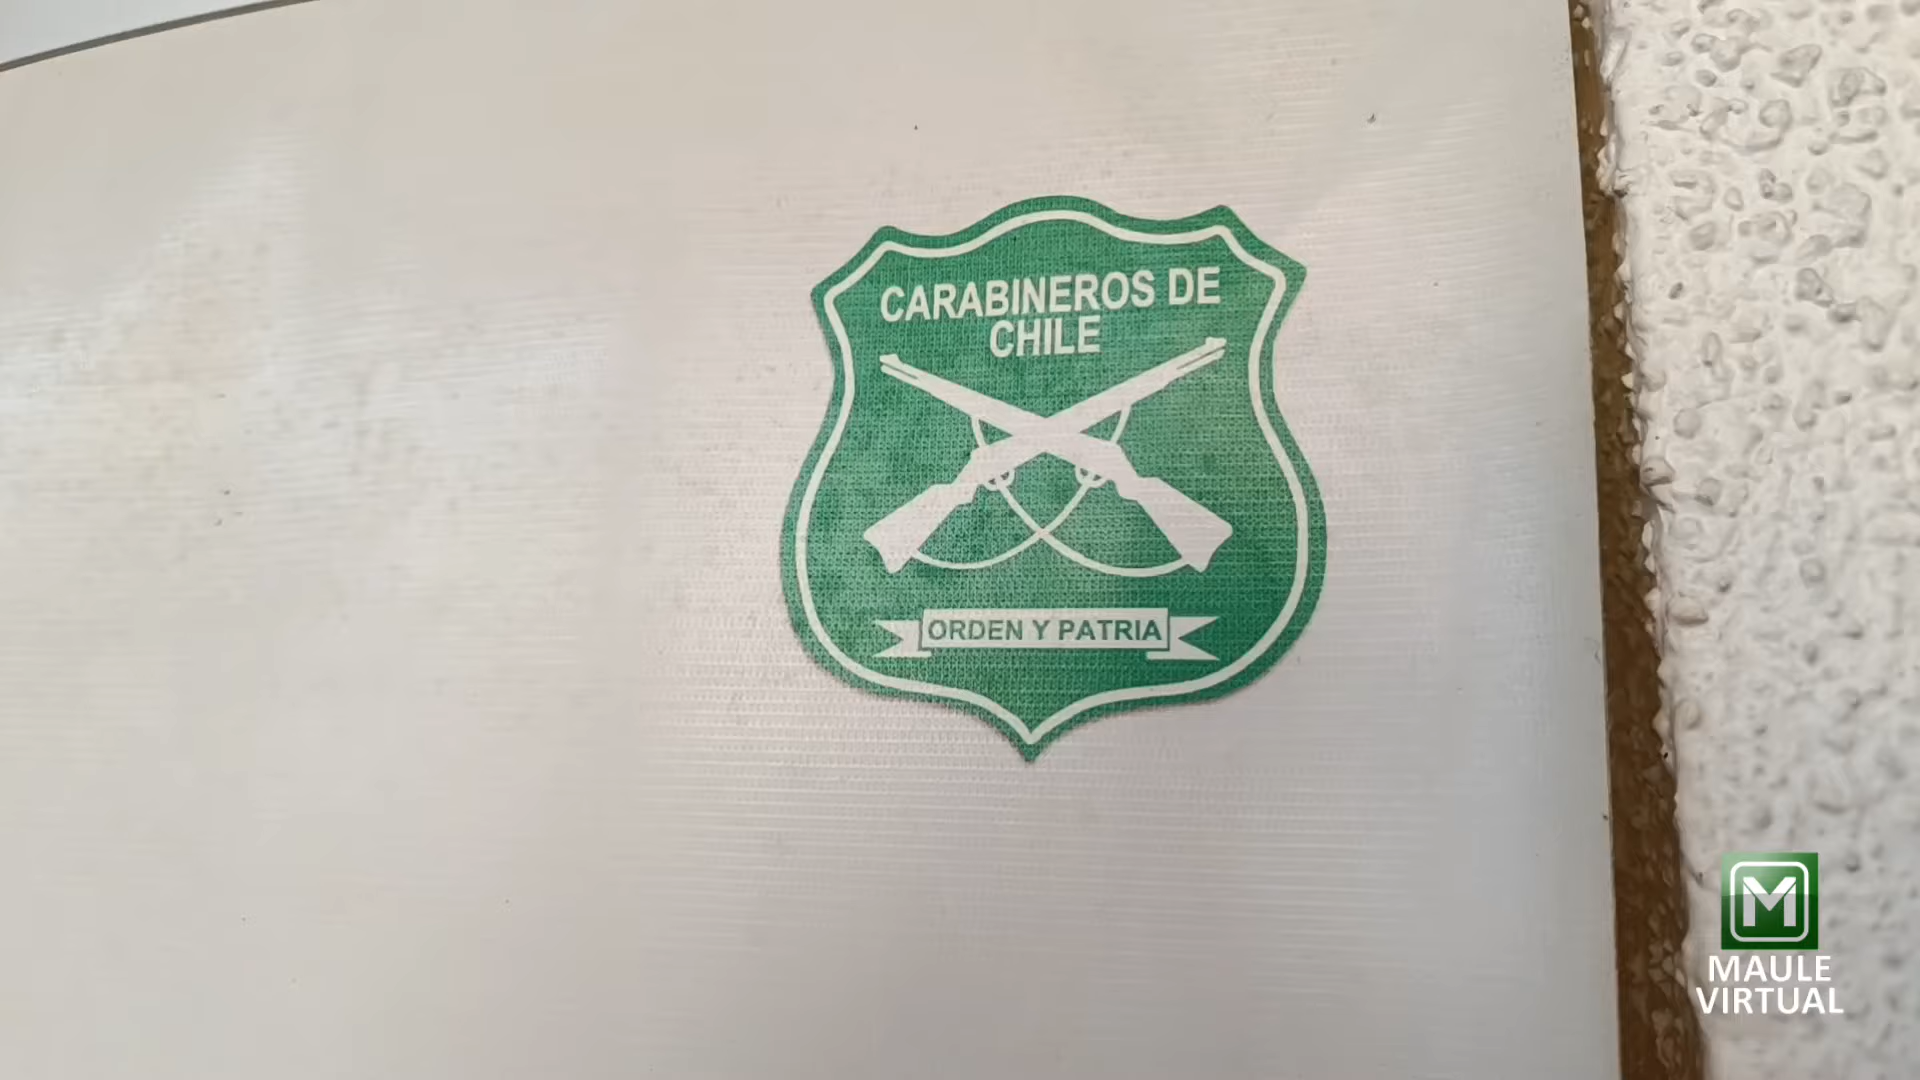 CARABINEROS DE
CHILE
ORDEN Y PATRIA
M
MAULE
VIRTUAL